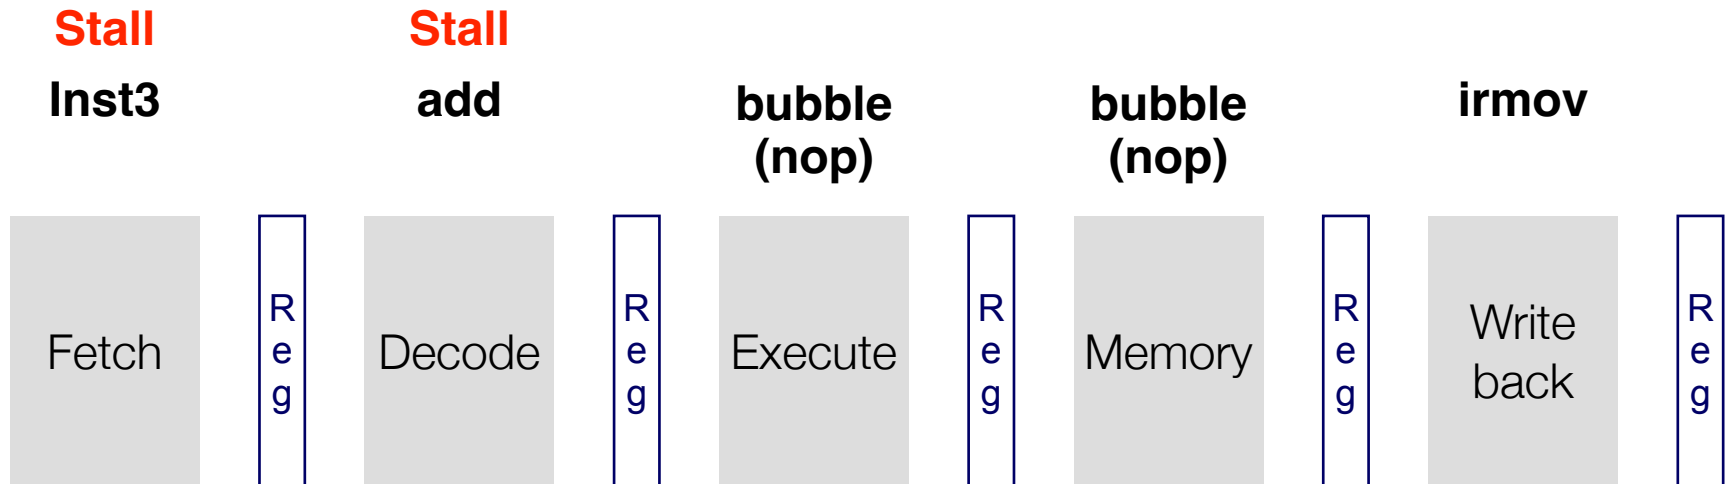 Stall Stall
Inst3 add bubble bubble irmov
(nop) (nop)
Fetch
R
e
g
Decode
R
e
g
Execute
R
e
g
Memory
R
e
g
Write
back
R
e
g